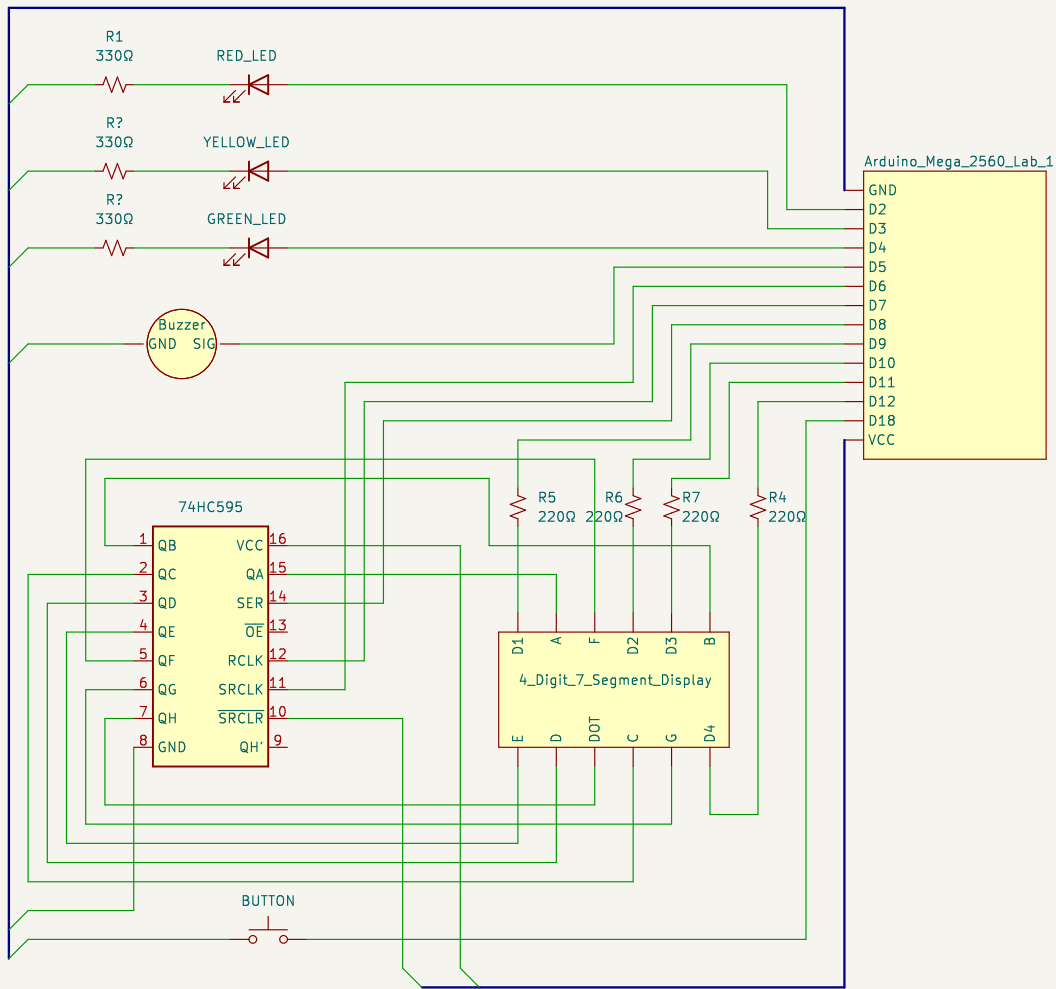 R1
330Ω
RED_LED
R?
330Ω
YELLOW_LED
R?
330Ω
GREEN_LED
Buzzer
GND SIG
Arduino_Mega_2560_Lab_1
GND
D2
D3
D4
D5
D6
D7
D8
D9
D10
D11
D12
D18
VCC
R5
220Ω
R6
220Ω
R7
220Ω
R4
220Ω
74HC595
1 QB VCC 16
2 QC QA 15
3 QD SER 14
4 QE OE 13
5 QF RCLK 12
6 QG SRCLK 11
7 QH SRCLR 10
8 GND QH' 9
D1 A F D2 D3 B
4_Digit_7_Segment_Display
E D DOT C G D4
BUTTON